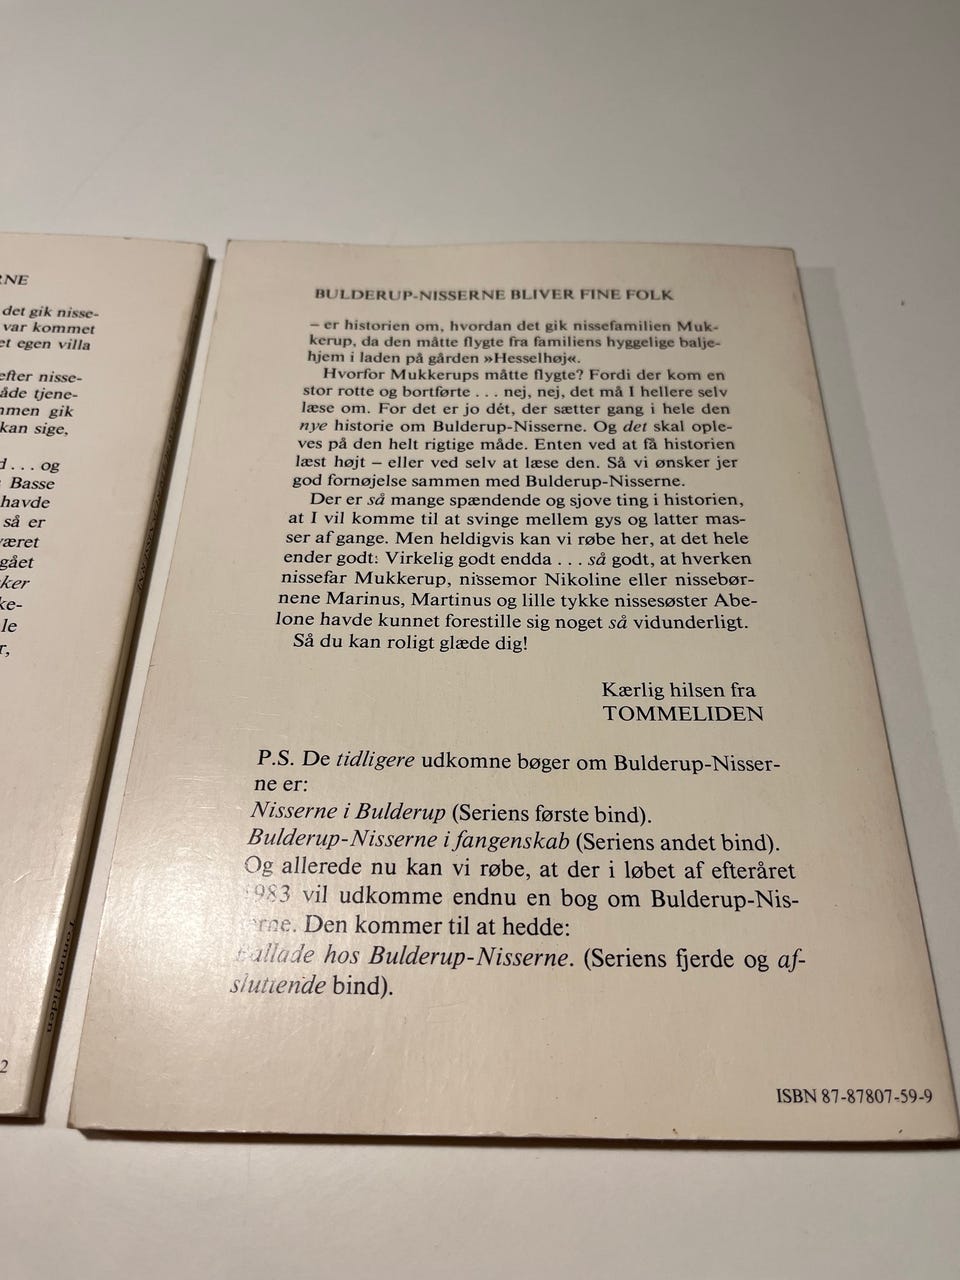 RNE
det gik nisse-
var kommet
et egen villa
efter nisse-
åde tjene-
mmen gik
kan sige,
d... og
Basse
havde
så er
været
gået
ker
ke-
le
r,
2
Tommeliden
BULDERUP-NISSERNE BLIVER FINE FOLK
– er historien om, hvordan det gik nissefamilien Muk-
kerup, da den måtte flygte fra familiens hyggelige balje-
hjem i laden på gården »Hesselhøj«.
Hvorfor Mukkerups måtte flygte? Fordi der kom en
stor rotte og bortførte . . . nej, nej, det må I hellere selv
læse om. For det er jo dét, der sætter gang i hele den
nye historie om Bulderup-Nisserne. Og det skal ople-
ves på den helt rigtige måde. Enten ved at få historien
læst højt – eller ved selv at læse den. Så vi ønsker jer
god fornøjelse sammen med Bulderup-Nisserne.
Der er så mange spændende og sjove ting i historien,
at I vil komme til at svinge mellem gys og latter mas-
ser af gange. Men heldigvis kan vi røbe her, at det hele
ender godt: Virkelig godt endda . . . så godt, at hverken
nissefar Mukkerup, nissemor Nikoline eller nissebør-
nene Marinus, Martinus og lille tykke nissesøster Abe-
lone havde kunnet forestille sig noget så vidunderligt.
Så du kan roligt glæde dig!
Kærlig hilsen fra
TOMMELIDEN
P.S. De tidligere udkomne bøger om Bulderup-Nisser-
ne er:
Nisserne i Bulderup (Seriens første bind).
Bulderup-Nisserne i fangenskab (Seriens andet bind).
Og allerede nu kan vi røbe, at der i løbet af efteråret
1983 vil udkomme endnu en bog om Bulderup-Nis-
serne. Den kommer til at hedde:
Ballade hos Bulderup-Nisserne. (Seriens fjerde og af-
sluttende bind).
ISBN 87-87807-59-9